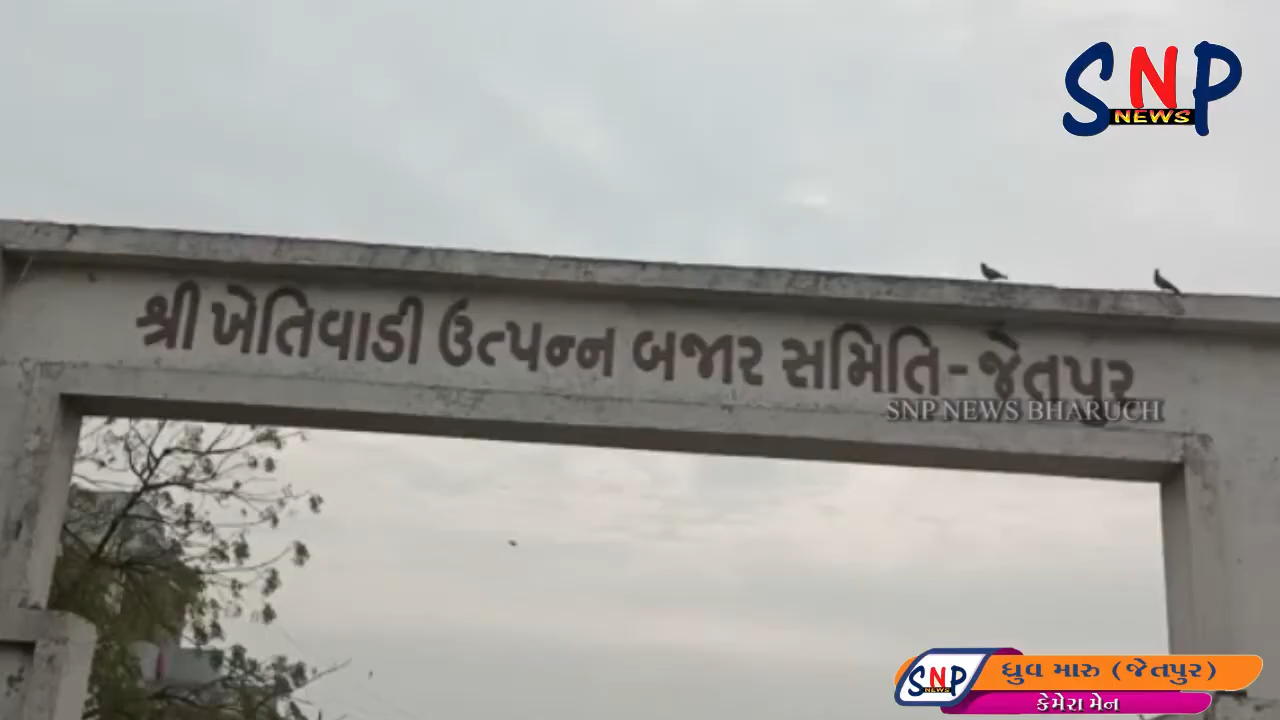 SNP
NEWS
શ્રી ખેતિવાડી ઉત્પન્ન બજાર સમિતિ-જેતપુર
SNP NEWS BHARUCH
SNP
NEWS
ધ્રુવ મારુ (જેતપુર)
કેમેરા મેન